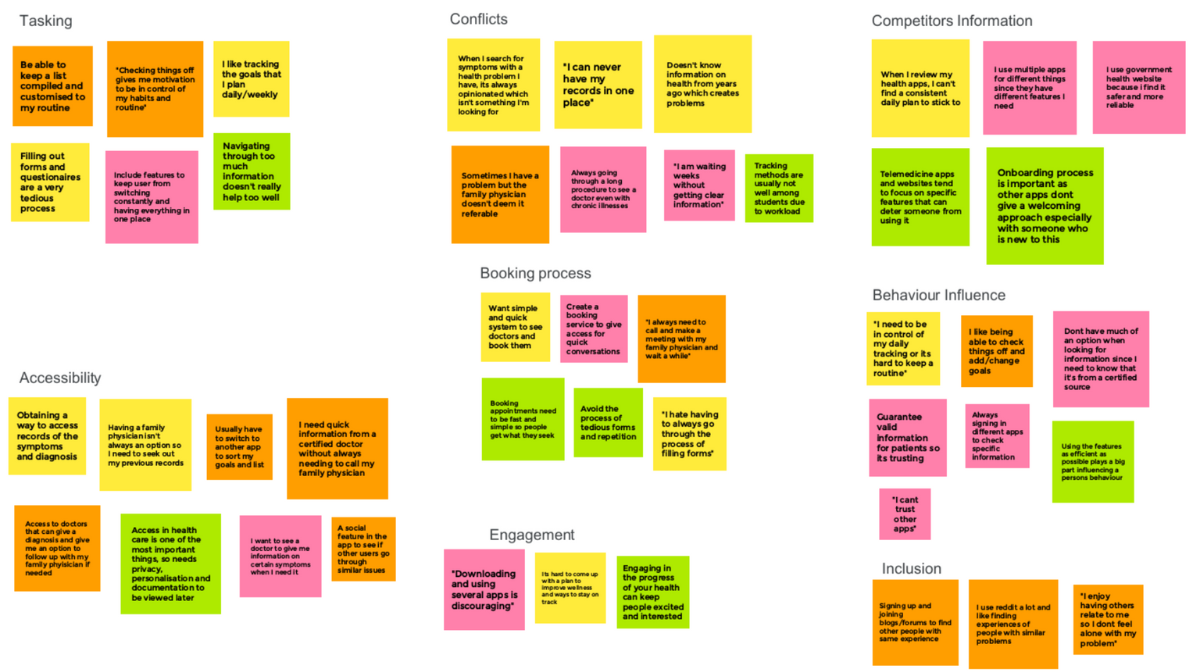 Tasking
Be able to
keep a list
compiled and
customised to
my routine
"Checking things off
gives me motivation
to be in control of
my habits and
routine"
I like tracking
the goals that
I plan
daily/weekly
Filling out
forms and
questionaires
are a very
tedious
process
Include features to
keep user from
switching
constantly and
having everything in
one place
Navigating
through too
much
information
doesn't really
help too well
Conflicts
When I search for
symptoms with a
health problem I
have, its always
opinionated which
isn't something I'm
looking for
"I can never
have my
records in one
place"
Doesn't know
information on
health from years
ago which creates
problems
Sometimes I have a
problem but the
family physician
doesn't deem it
referable
Always going
through a long
procedure to see a
doctor even with
chronic illnesses
"I am waiting
weeks
without
getting clear
information"
Tracking
methods are
usually not
well among
students due
to workload
Competitors Information
When I review my
health apps, I can't
find a consistent
daily plan to stick to
I use multiple apps
for different things
since they have
different features I
need
I use government
health website
because i find it
safer and more
reliable
Telemedicine apps
and websites tend
to focus on specific
features that can
deter someone from
using it
Onboarding process
is important as
other apps dont
give a welcoming
approach especially
with someone who
is new to this
Booking process
Want simple
and quick
system to see
doctors and
book them
Create a
booking
service to give
access for
quick
conversations
"I always need to
call and make a
meeting with my
family physician and
wait a while"
Booking
appointments need
to be fast and
simple so people
get what they seek
Avoid the
process of
tedious forms
and repetition
"I hate having
to always go
through the
process of
filling forms"
Behaviour Influence
"I need to be
in control of
my daily
tracking or its
hard to keep a
routine"
I like being
able to check
things off and
add/change
goals
Dont have much of
an option when
looking for
information since I
need to know that
it's from a certified
source
Guarantee
valid
information
for patients so
its trusting
Always
signing in
different apps
to check
specific
information
Using the features
as efficient as
possible plays a big
part influencing a
persons behaviour
"I cant
trust
other
apps"
Accessibility
Obtaining a
way to access
records of the
symptoms
and diagnosis
Having a family
physician isn't
always an option so
I need to seek out
my previous records
Usually have
to switch to
another app
to sort my
goals and list
I need quick
information from a
certified doctor
without always
needing to call my
family physician
Access to doctors
that can give a
diagnosis and give
me an option to
follow up with my
family phyisician if
needed
Access in health
care is one of the
most important
things, so needs
privacy,
personalisation and
documentation to
be viewed later
I want to see a
doctor to give me
information on
certain symptoms
when I need it
A social
feature in the
app to see if
other users go
through
similar issues
Engagement
"Downloading
and using
several apps is
discouraging"
Its hard to come up
with a plan to
improve wellness
and ways to stay on
track
Engaging in
the progress
of your health
can keep
people excited
and interested
Inclusion
Signing up and
joining
blogs/forums to find
other people with
same experience
I use reddit a lot and
like finding
experiences of
people with similar
problems
"I enjoy
having others
relate to me
so I dont feel
alone with my
problem"